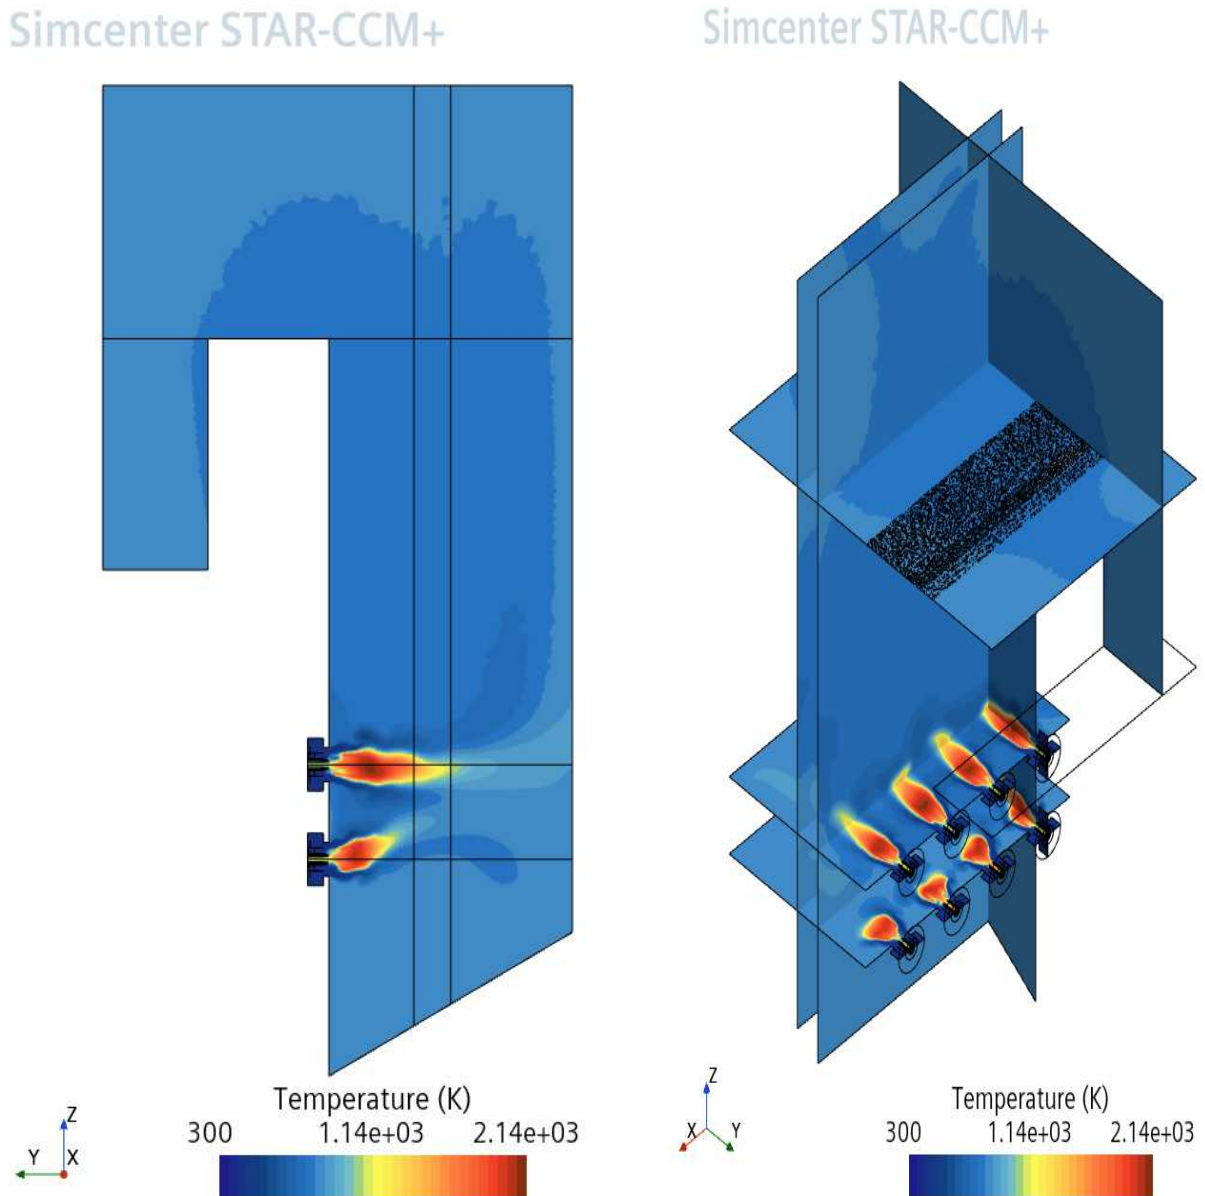 Simcenter STAR-CCM+
Simcenter STAR-CCM+
Z
Y
X
Temperature (K)
300
1.14e+03
2.14e+03
Z
X
Y
Temperature (K)
300
1.14e+03
2.14e+03